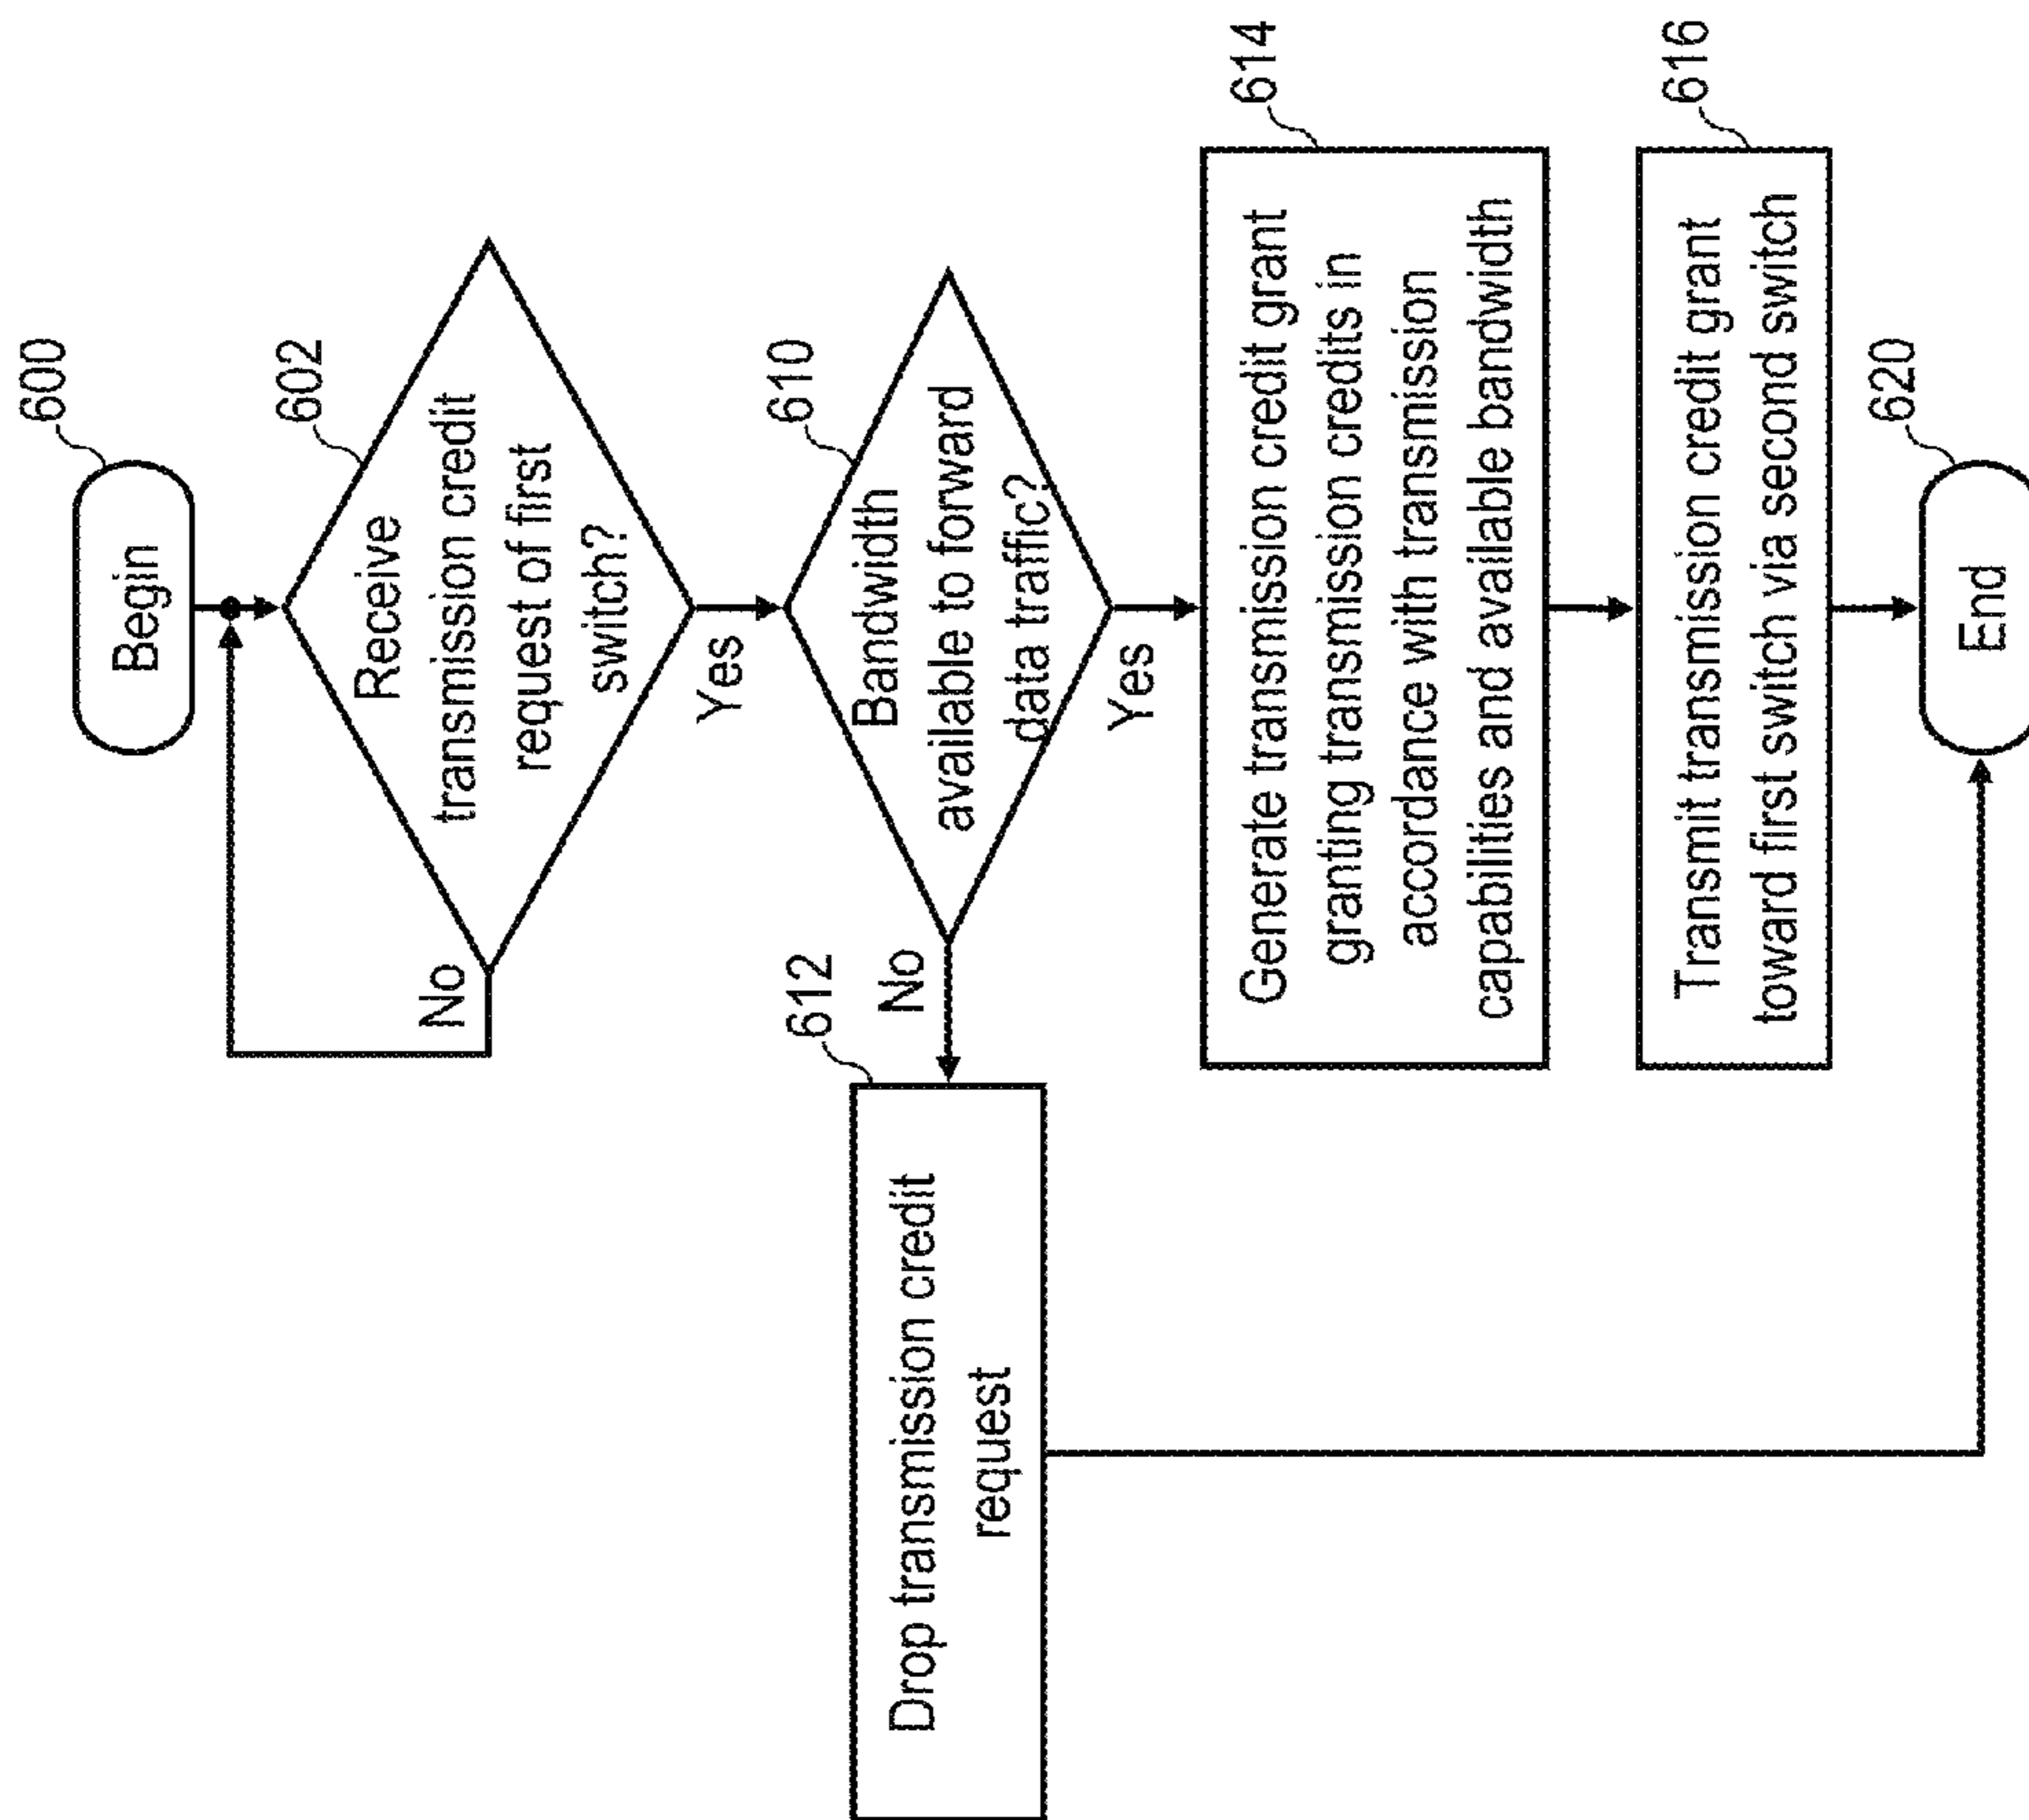 600
Begin
602
Receive
transmission credit
request of first
switch?
No
Yes
610
Bandwidth
available to forward
data traffic?
No
Yes
612
Drop transmission credit
request
614
Generate transmission credit grant
granting transmission credits in
accordance with transmission
capabilities and available bandwidth
616
Transmit transmission credit grant
toward first switch via second switch
620
End